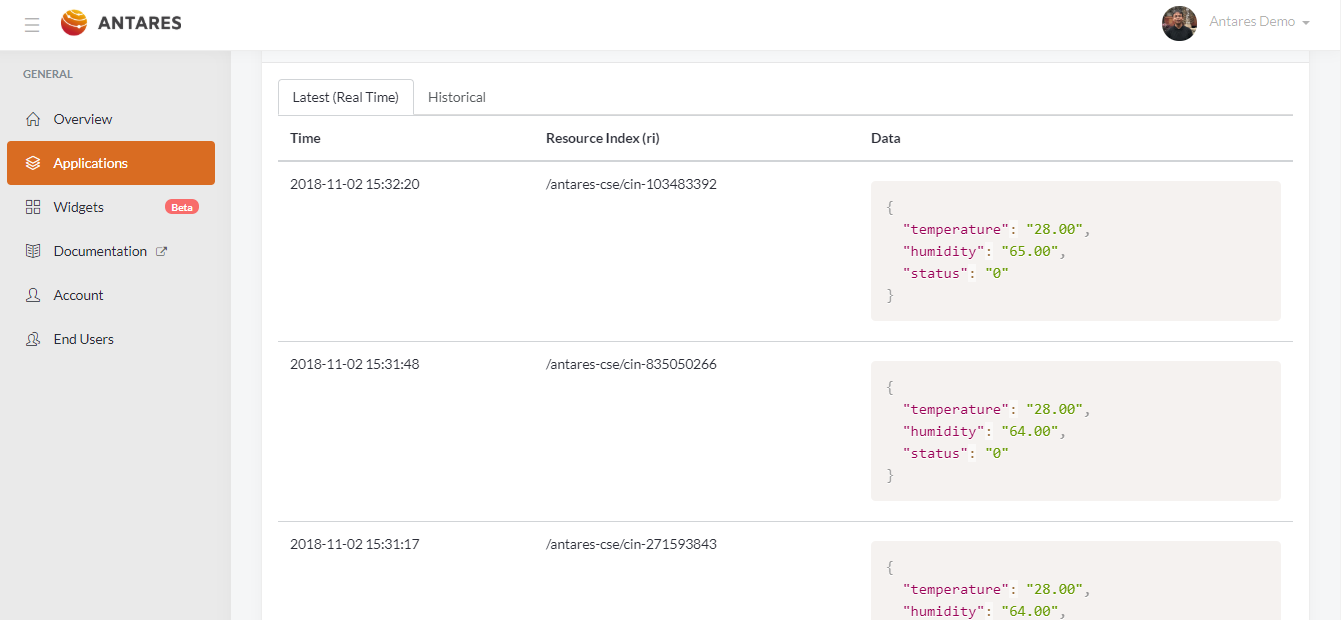 ANTARES
Antares Demo
GENERAL
Overview
Applications
Widgets Beta
Documentation
Account
End Users
Latest (Real Time) Historical
Time Resource Index (ri) Data
2018-11-02 15:32:20 /antares-cse/cin-103483392
{
"temperature": "28.00",
"humidity": "65.00",
"status": "0"
}
2018-11-02 15:31:48 /antares-cse/cin-835050266
{
"temperature": "28.00",
"humidity": "64.00",
"status": "0"
}
2018-11-02 15:31:17 /antares-cse/cin-271593843
{
"temperature": "28.00",
"humidity": "64.00",